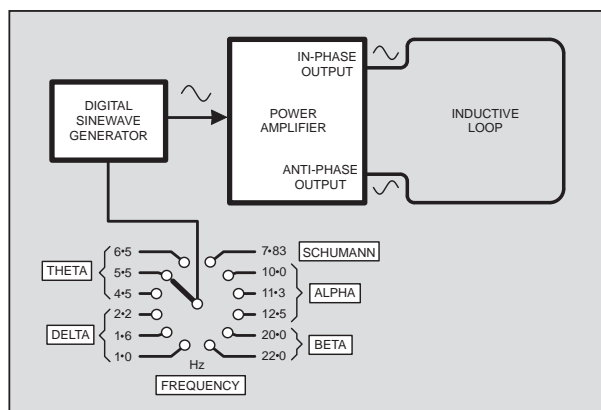 IN-PHASE
OUTPUT
DIGITAL
SINEWAVE
GENERATOR
POWER
AMPLIFIER
INDUCTIVE
LOOP
ANTI-PHASE
OUTPUT
6•5
5•5
4•5
THETA
2•2
1•6
1•0
DELTA
7•83
SCHUMANN
10•0
11•3
12•5
ALPHA
20•0
22•0
BETA
Hz
FREQUENCY